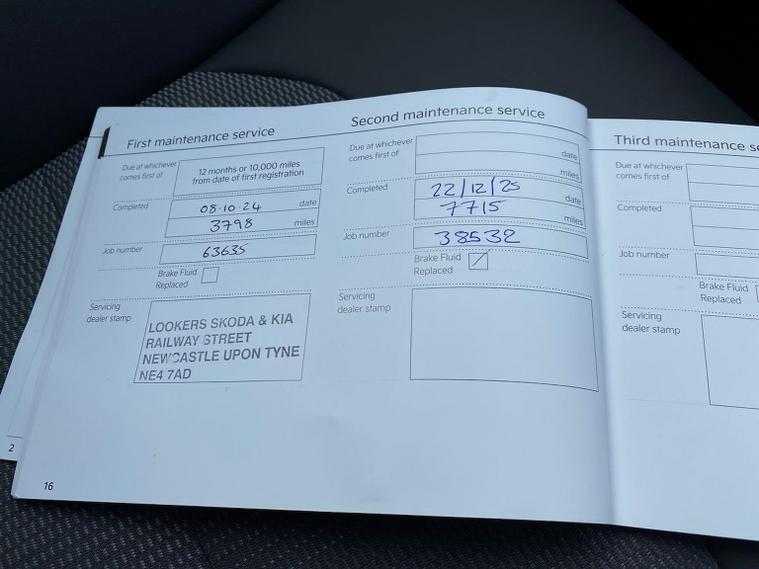 First maintenance service
Due at whichever
comes first of
12 months or 10,000 miles
from date of first registration
Completed
08·10·24 date
3798 miles
Job number
63635
Brake Fluid
Replaced
Servicing
dealer stamp
LOOKERS SKODA & KIA
RAILWAY STREET
NEWCASTLE UPON TYNE
NE4 7AD
Second maintenance service
Due at whichever
comes first of
date
miles
Completed
22/12/25 date
7715 miles
Job number
38532
Brake Fluid
Replaced
Servicing
dealer stamp
Third maintenance se
Due at whichever
comes first of
Completed
Job number
Brake Fluid
Replaced
Servicing
dealer stamp
2
16